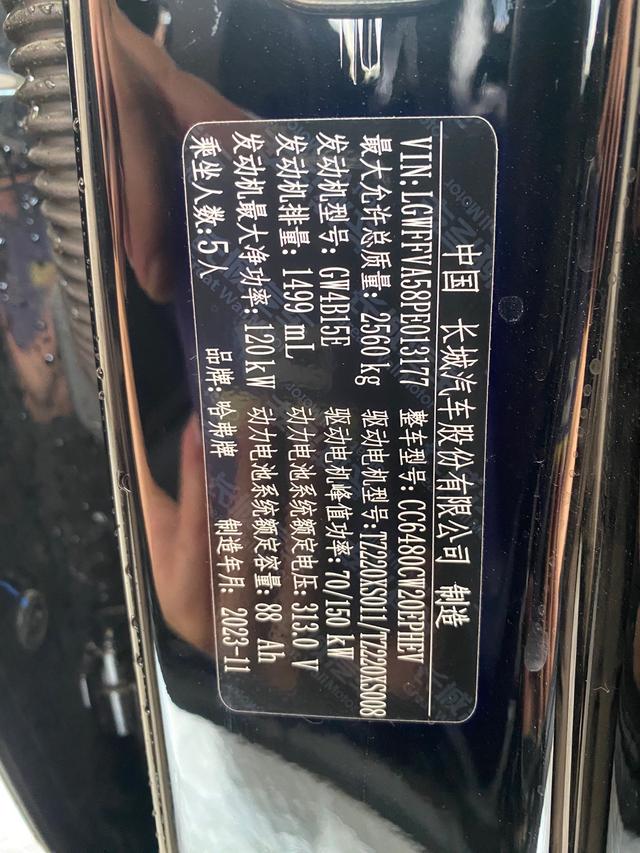 中国 长城汽车股份有限公司 制造
VIN: LGWFFVA58PE013177 整车型号: CC6480CW20EPHEV
最大允许总质量: 2560 kg 驱动电机型号: TZ220XS011/TZ220XS008
发动机型号: GW4B15E 驱动电机峰值功率: 70/150 kW
发动机排量: 1499 mL 动力电池系统额定电压: 313.0 V
发动机最大净功率: 120kW 动力电池系统额定容量: 88 Ah
乘坐人数: 5人 品牌: 哈弗牌 制造年月: 2023-11